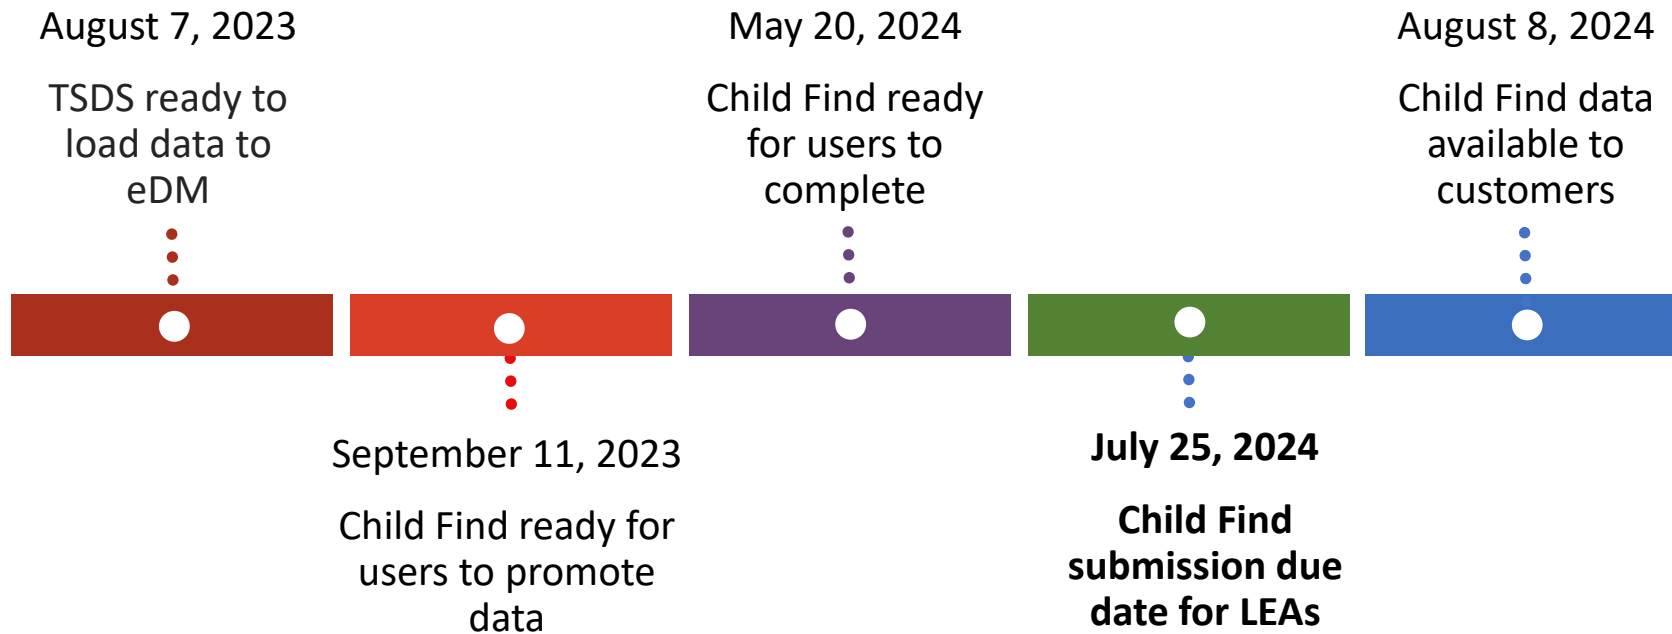 August 7, 2023
TSDS ready to
load data to
eDM
September 11, 2023
Child Find ready for
users to promote
data
May 20, 2024
Child Find ready
for users to
complete
July 25, 2024
Child Find
submission due
date for LEAs
August 8, 2024
Child Find data
available to
customers